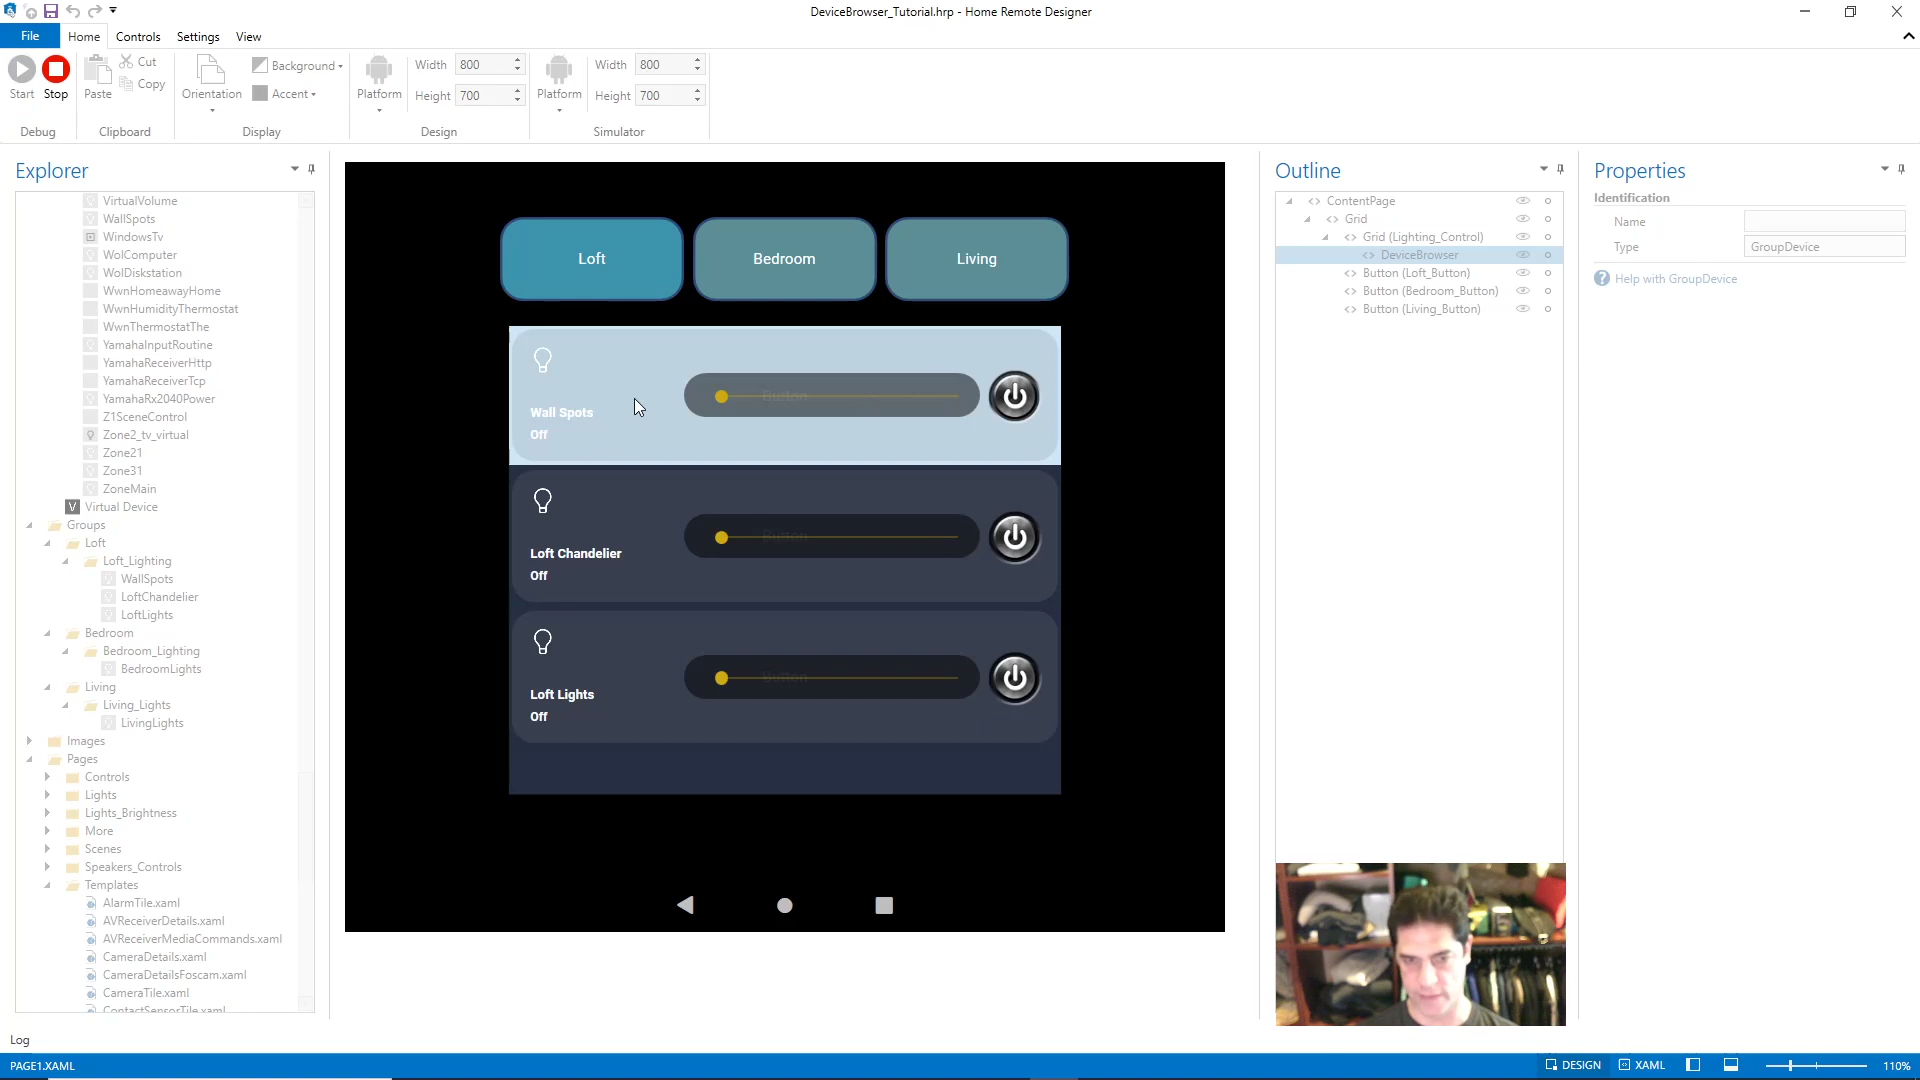 DeviceBrowser_Tutorial.hrp - Home Remote Designer
File
Home
Controls
Settings
View
Start
Stop
Paste
Cut
Copy
Orientation
Background
Accent
Platform
Width
800
Height
700
Platform
Width
800
Height
700
Debug
Clipboard
Display
Design
Simulator
Explorer
VirtualVolume
WallSpots
WindowsTv
WolComputer
WolDiskstation
WwnHomeawayHome
WwnHumidityThermostat
WwnThermostatThe
YamahaInputRoutine
YamahaReceiverHttp
YamahaReceiverTcp
YamahaRx2040Power
Z1SceneControl
Zone2_tv_virtual
Zone21
Zone31
ZoneMain
V Virtual Device
Groups
Loft
Loft_Lighting
WallSpots
LoftChandelier
LoftLights
Bedroom
Bedroom_Lighting
BedroomLights
Living
Living_Lights
LivingLights
Images
Pages
Controls
Lights
Lights_Brightness
More
Scenes
Speakers_Controls
Templates
AlarmTile.xaml
AVReceiverDetails.xaml
AVReceiverMediaCommands.xaml
CameraDetails.xaml
CameraDetailsFoscam.xaml
CameraTile.xaml
ContactSensorTile.xaml
Loft
Bedroom
Living
Wall Spots
Off
Button
Loft Chandelier
Off
Button
Loft Lights
Off
Button
Outline
ContentPage
Grid
Grid (Lighting_Control)
DeviceBrowser
Button (Loft_Button)
Button (Bedroom_Button)
Button (Living_Button)
Properties
Identification
Name
Type
GroupDevice
? Help with GroupDevice
Log
PAGE1.XAML
DESIGN
XAML
110%